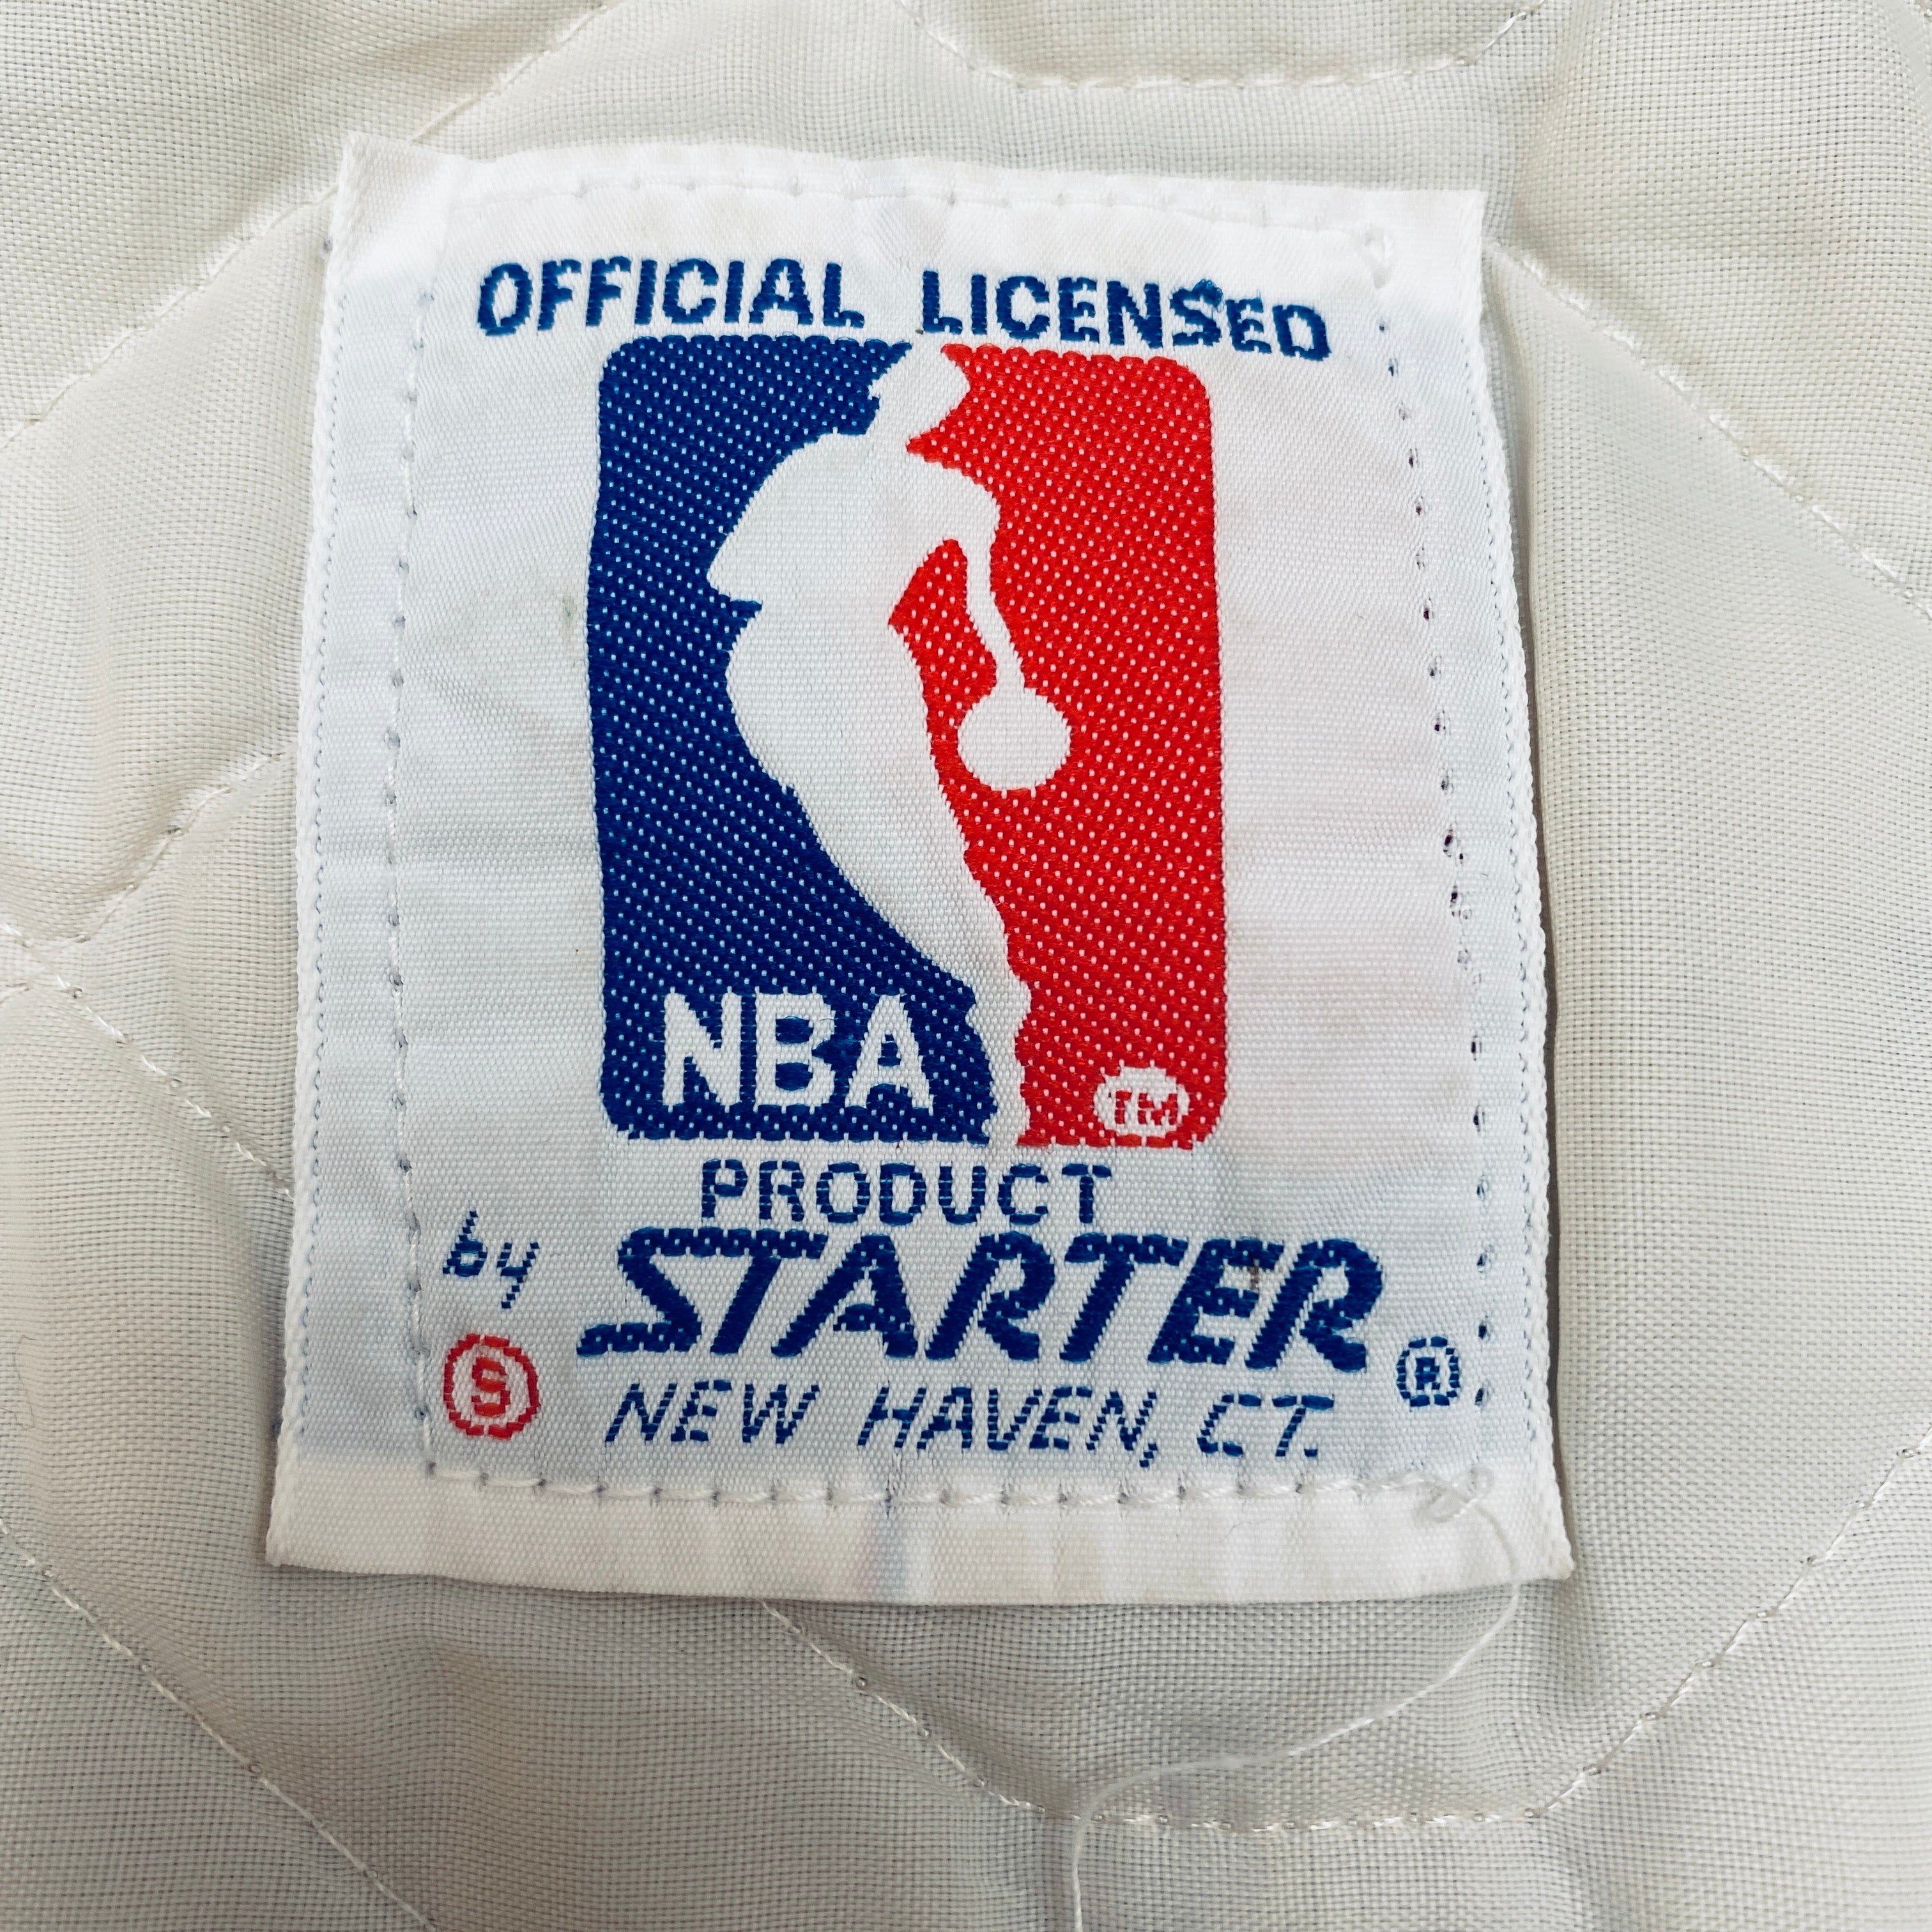 OFFICIAL LICENSED
NBA
TM
PRODUCT
by STARTER ®
S NEW HAVEN, CT.